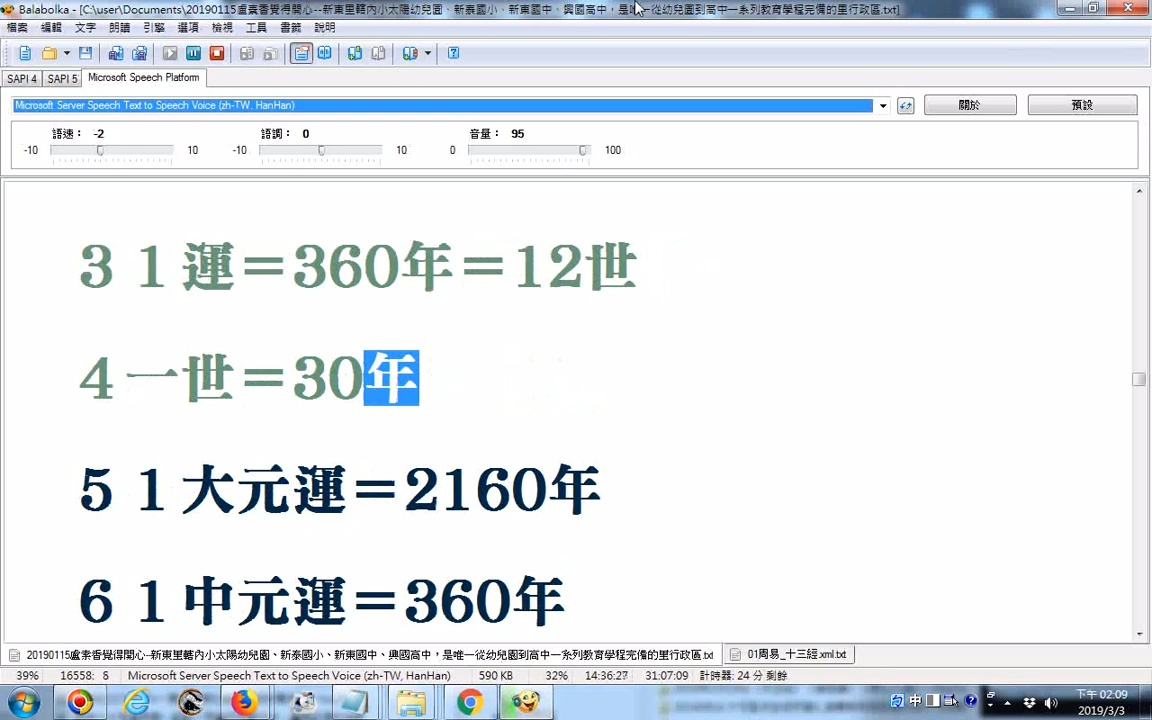 Balabolka - [C:\user\Documents\20190115盧素香覺得開心--新東里轄內小太陽幼兒園、新泰國小、新東國中、興國高中，是唯一從幼兒園到高中一系列教育學程完備的里行政區.txt]
檔案 編輯 文字 朗讀 引擎 選項 檢視 工具 書籤 說明
SAPI 4 SAPI 5 Microsoft Speech Platform
Microsoft Server Speech Text to Speech Voice (zh-TW, HanHan) 關於 預設
語速： -2 語調： 0 音量： 95
-10 10 -10 10 0 100
3 1 運＝360年＝12世
4 一世＝30年
5 1 大元運＝2160年
6 1 中元運＝360年
20190115盧素香覺得開心--新東里轄內小太陽幼兒園、新泰國小、新東國中、興國高中，是唯一從幼兒園到高中一系列教育學程完備的里行政區.txt 01周易_十三經.xml.txt
39% 16558: 8 Microsoft Server Speech Text to Speech Voice (zh-TW, HanHan) 590 KB 32% 14:36:27 31:07:09 計時器: 24 分 剩餘
中 下午 02:09
2019/3/3